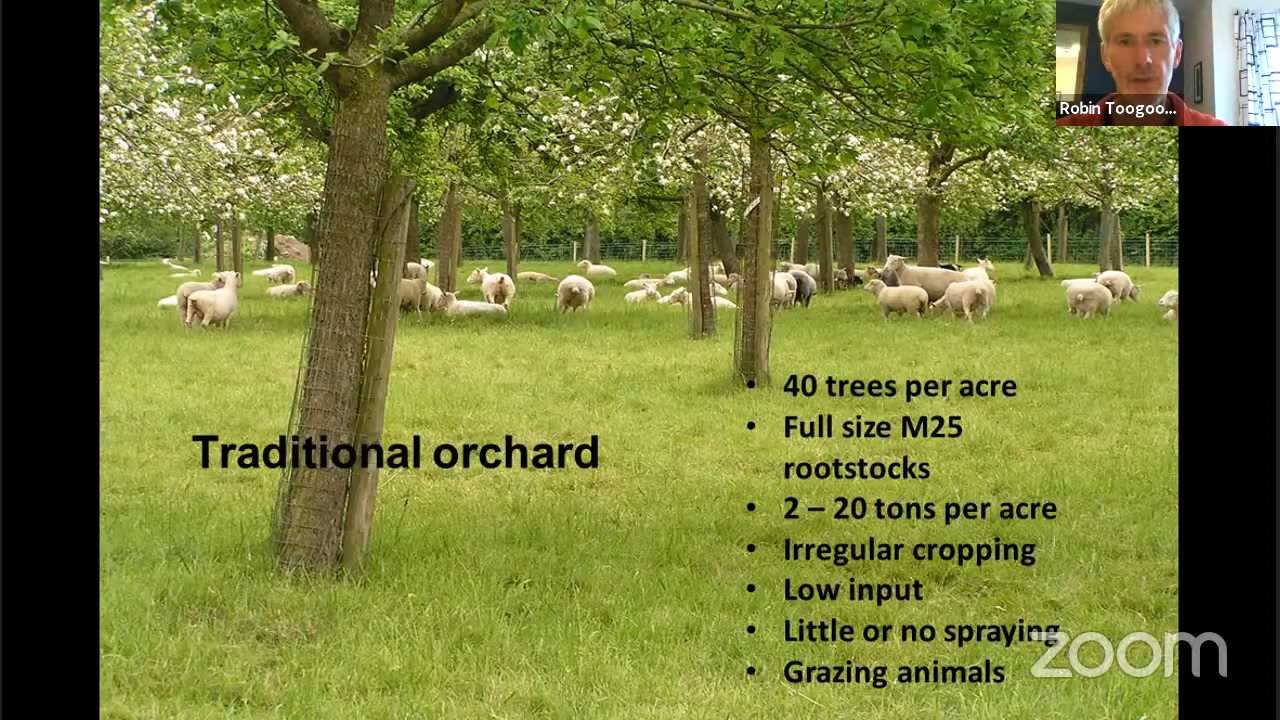 Robin Toogoo...
Traditional orchard
• 40 trees per acre
• Full size M25
rootstocks
• 2 – 20 tons per acre
• Irregular cropping
• Low input
• Little or no spraying
• Grazing animals
zoom